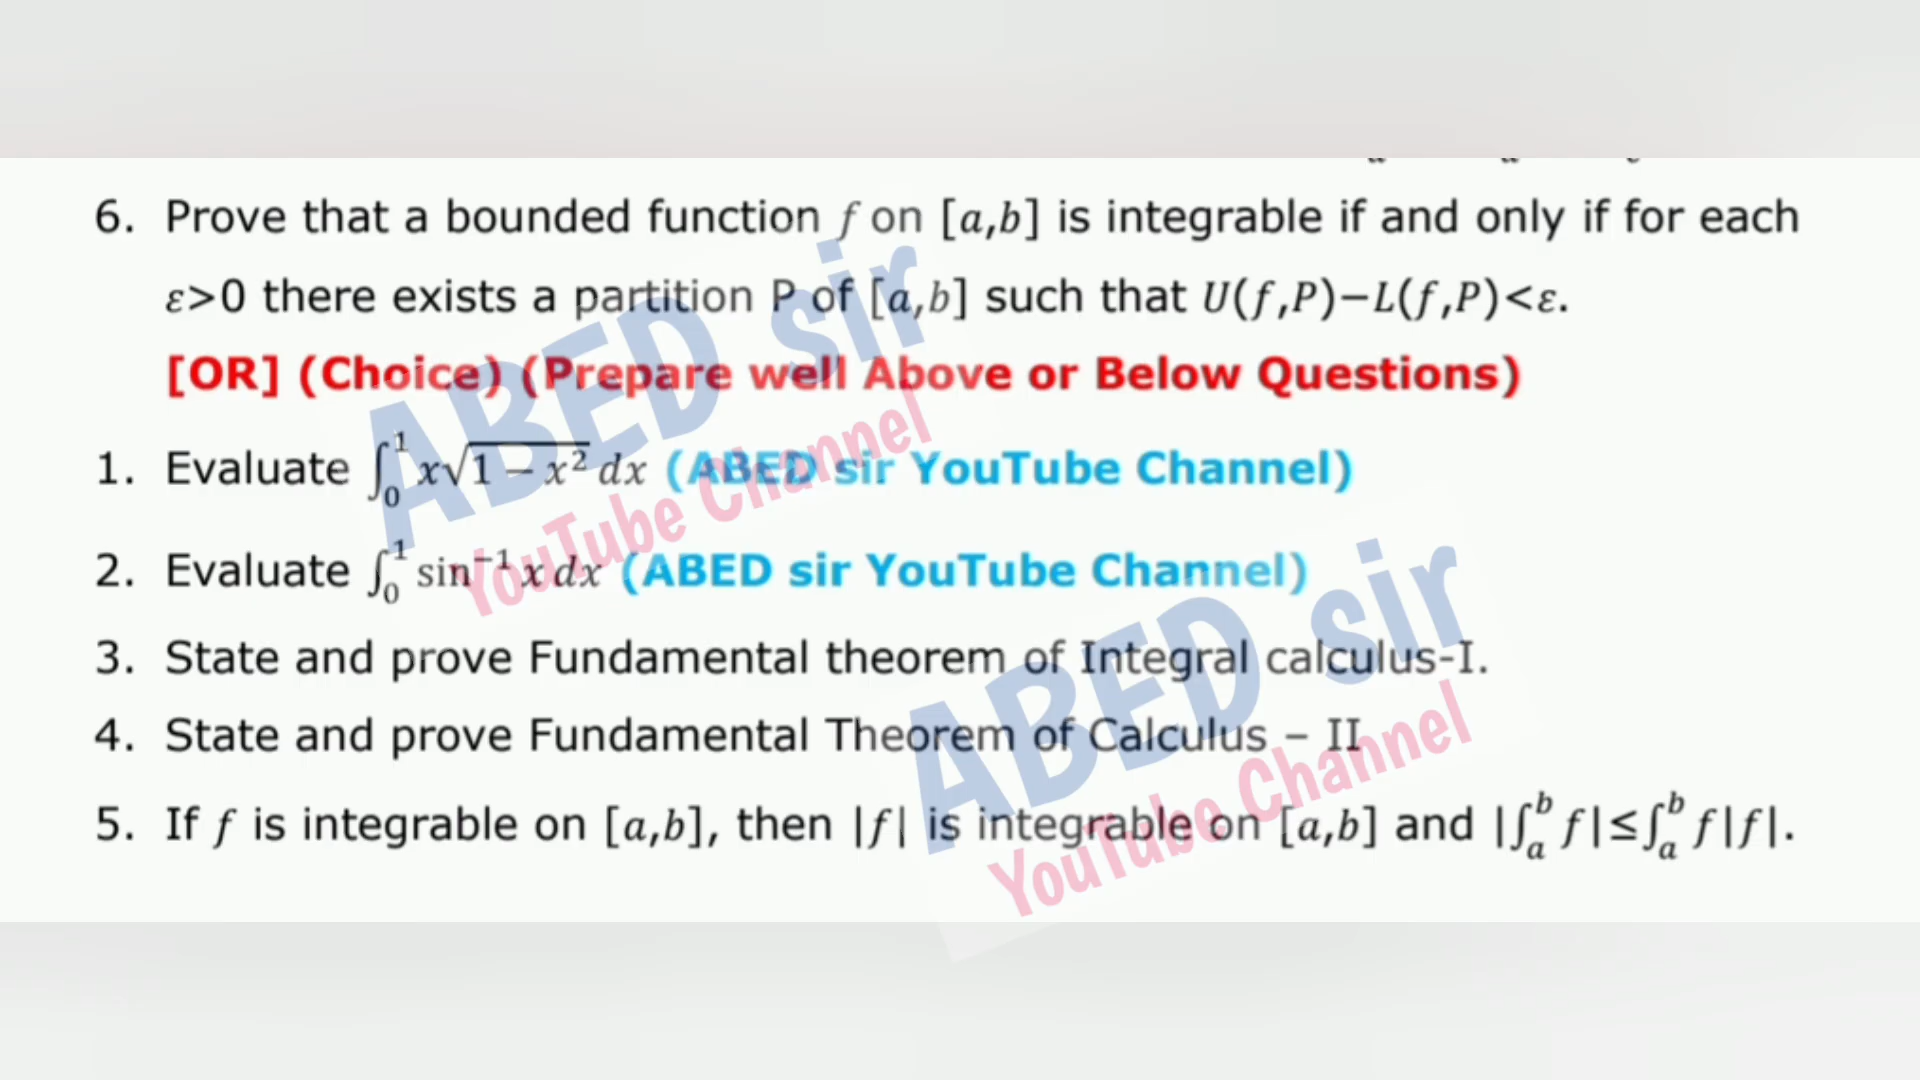 6. Prove that a bounded function f on [a,b] is integrable if and only if for each
ε>0 there exists a partition P of [a,b] such that U(f,P)−L(f,P)<ε.
[OR] (Choice) (Prepare well Above or Below Questions)
1. Evaluate ∫₀¹ x√(1 − x²) dx (ABED sir YouTube Channel)
2. Evaluate ∫₀¹ sin⁻¹ x dx (ABED sir YouTube Channel)
3. State and prove Fundamental theorem of Integral calculus-I.
4. State and prove Fundamental Theorem of Calculus – II
5. If f is integrable on [a,b], then |f| is integrable on [a,b] and |∫ₐᵇ f|≤∫ₐᵇ f|f|.
ABED sir
YouTube Channel
ABED sir
YouTube Channel